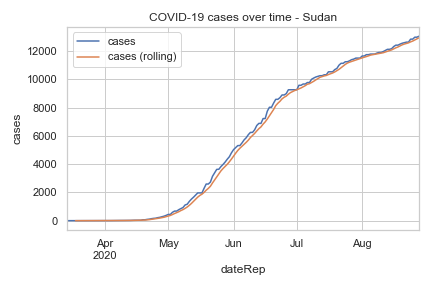 COVID-19 cases over time - Sudan
cases
cases (rolling)
12000
10000
8000
6000
4000
2000
0
cases
Apr
2020
May
Jun
Jul
Aug
dateRep